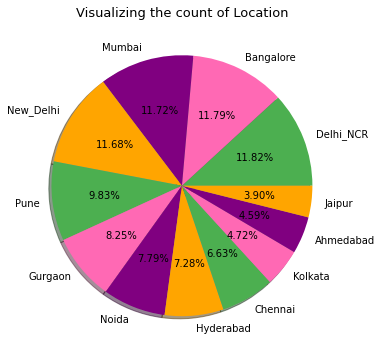 Visualizing the count of Location
Mumbai
Bangalore
New_Delhi
Delhi_NCR
11.72%
11.79%
11.68%
11.82%
Pune
9.83%
3.90%
Jaipur
4.59%
8.25%
4.72%
Ahmedabad
7.79%
7.28%
6.63%
Gurgaon
Kolkata
Noida
Chennai
Hyderabad